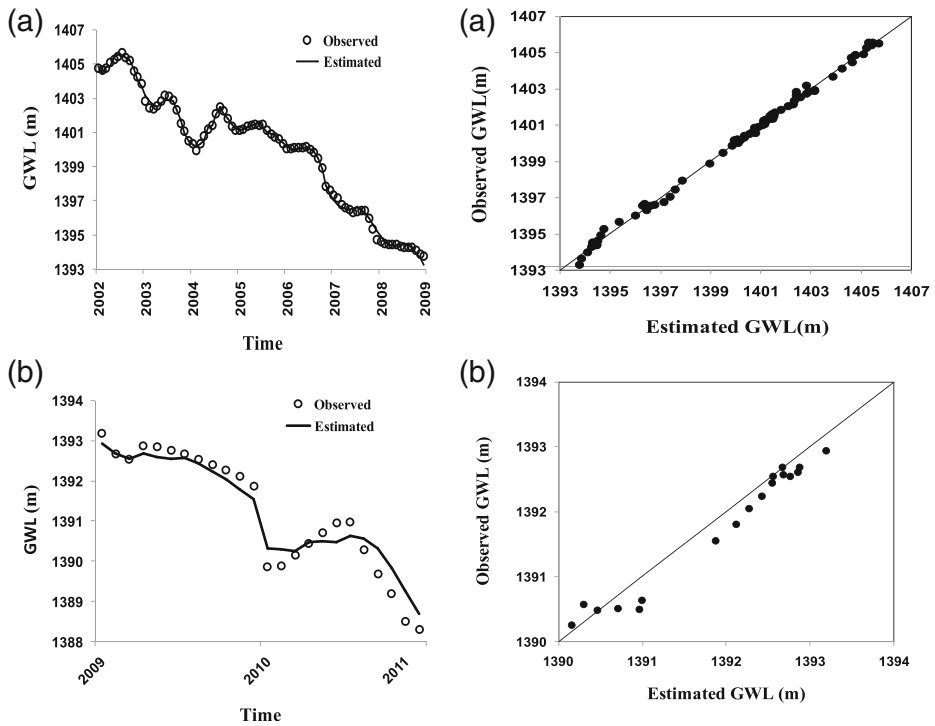 (a)
1407
1405
1403
1401
1399
1397
1395
1393
GWL (m)
Observed
Estimated
2002
2003
2004
2005
2006
2007
2008
2009
Time
(a)
1407
1405
1403
1401
1399
1397
1395
1393
Observed GWL(m)
1393 1395 1397 1399 1401 1403 1405 1407
Estimated GWL(m)
(b)
1394
1393
1392
1391
1390
1389
1388
GWL (m)
Observed
Estimated
2009
2010
2011
Time
(b)
1394
1393
1392
1391
1390
Observed GWL (m)
1390 1391 1392 1393 1394
Estimated GWL (m)